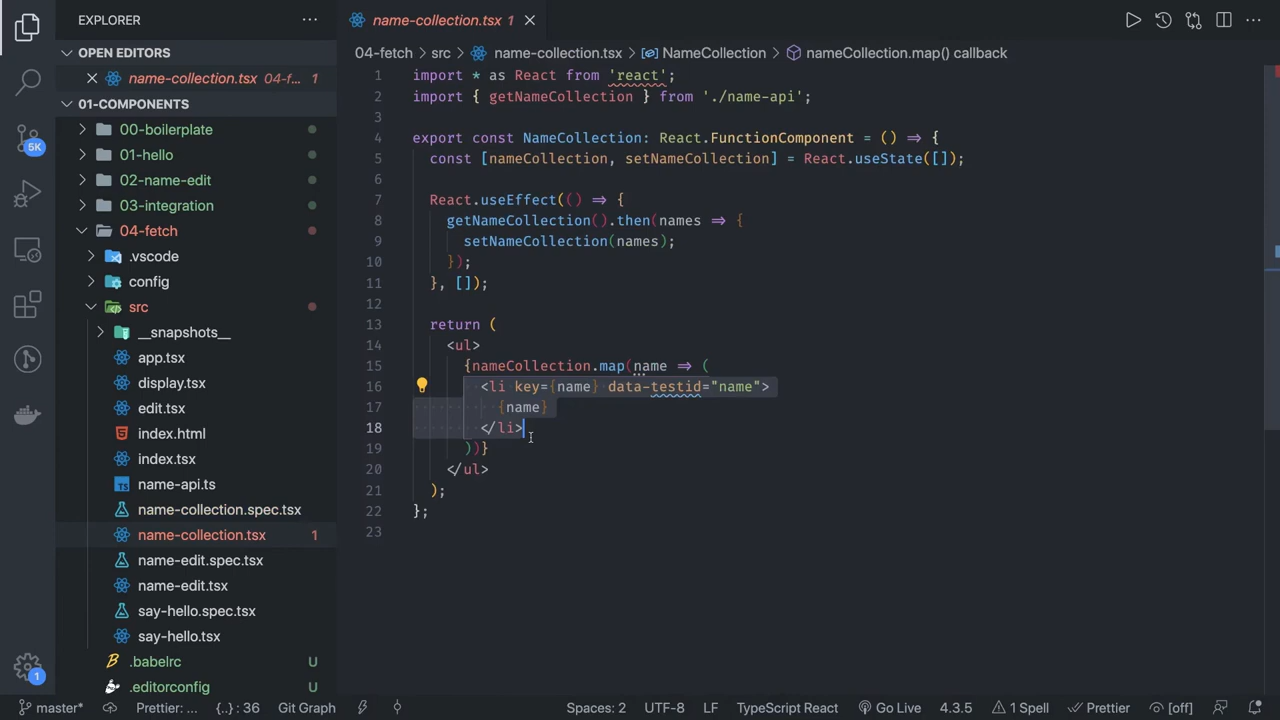 EXPLORER
OPEN EDITORS
name-collection.tsx 04-f... 1
01-COMPONENTS
00-boilerplate
01-hello
02-name-edit
03-integration
04-fetch
.vscode
config
src
__snapshots__
app.tsx
display.tsx
edit.tsx
index.html
index.tsx
name-api.ts
name-collection.spec.tsx
name-collection.tsx 1
name-edit.spec.tsx
name-edit.tsx
say-hello.spec.tsx
say-hello.tsx
.babelrc U
.editorconfig U
5K
1
name-collection.tsx 1
04-fetch > src > name-collection.tsx > NameCollection > nameCollection.map() callback
1 import * as React from 'react';
2 import { getNameCollection } from './name-api';
3
4 export const NameCollection: React.FunctionComponent = () => {
5 const [nameCollection, setNameCollection] = React.useState([]);
6
7 React.useEffect(() => {
8 getNameCollection().then(names => {
9 setNameCollection(names);
10 });
11 }, []);
12
13 return (
14 <ul>
15 {nameCollection.map(name => (
16 <li key={name} data-testid="name">
17 {name}
18 </li>
19 ))}
20 </ul>
21 );
22 };
23
master* Prettier: ... {..} : 36 Git Graph Spaces: 2 UTF-8 LF TypeScript React Go Live 4.3.5 1 Spell Prettier [off]